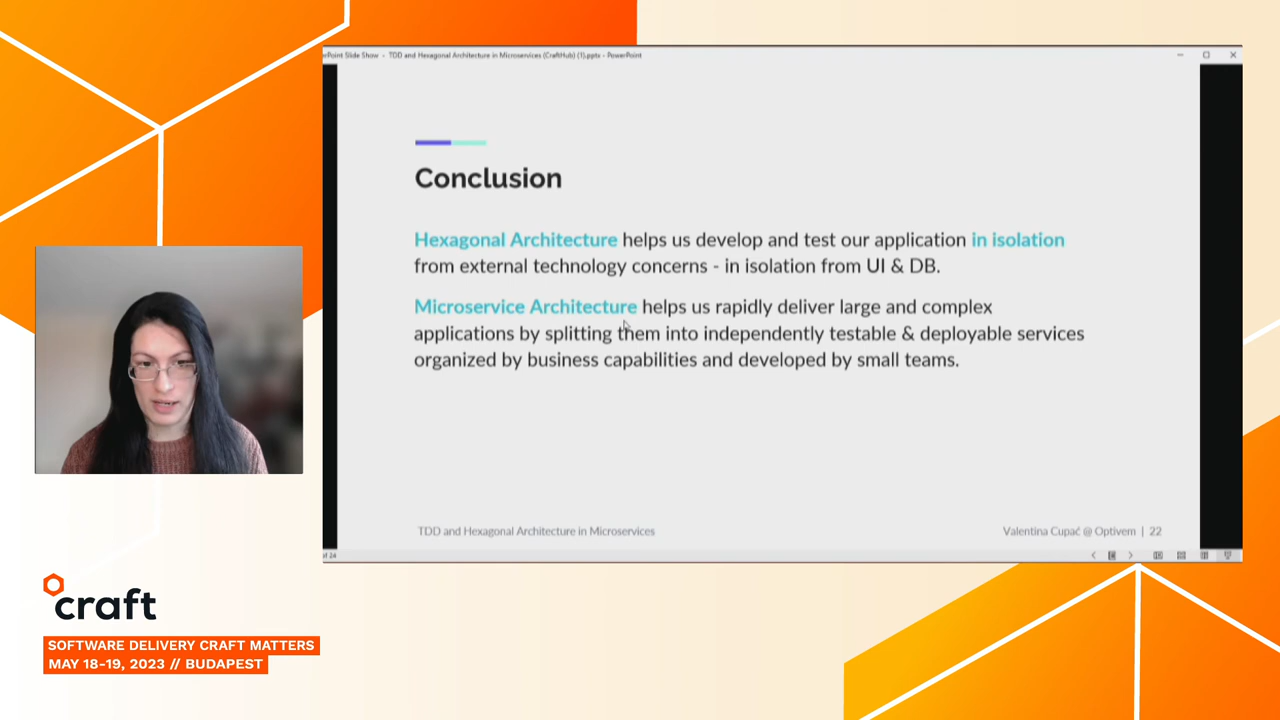 rPoint Slide Show - TDD and Hexagonal Architecture in Microservices (CraftHub) (1).pptx - PowerPoint
Conclusion
Hexagonal Architecture helps us develop and test our application in isolation
from external technology concerns - in isolation from UI & DB.
Microservice Architecture helps us rapidly deliver large and complex
applications by splitting them into independently testable & deployable services
organized by business capabilities and developed by small teams.
TDD and Hexagonal Architecture in Microservices
Valentina Cupać @ Optivem | 22
of 24
craft
SOFTWARE DELIVERY CRAFT MATTERS
MAY 18-19, 2023 // BUDAPEST